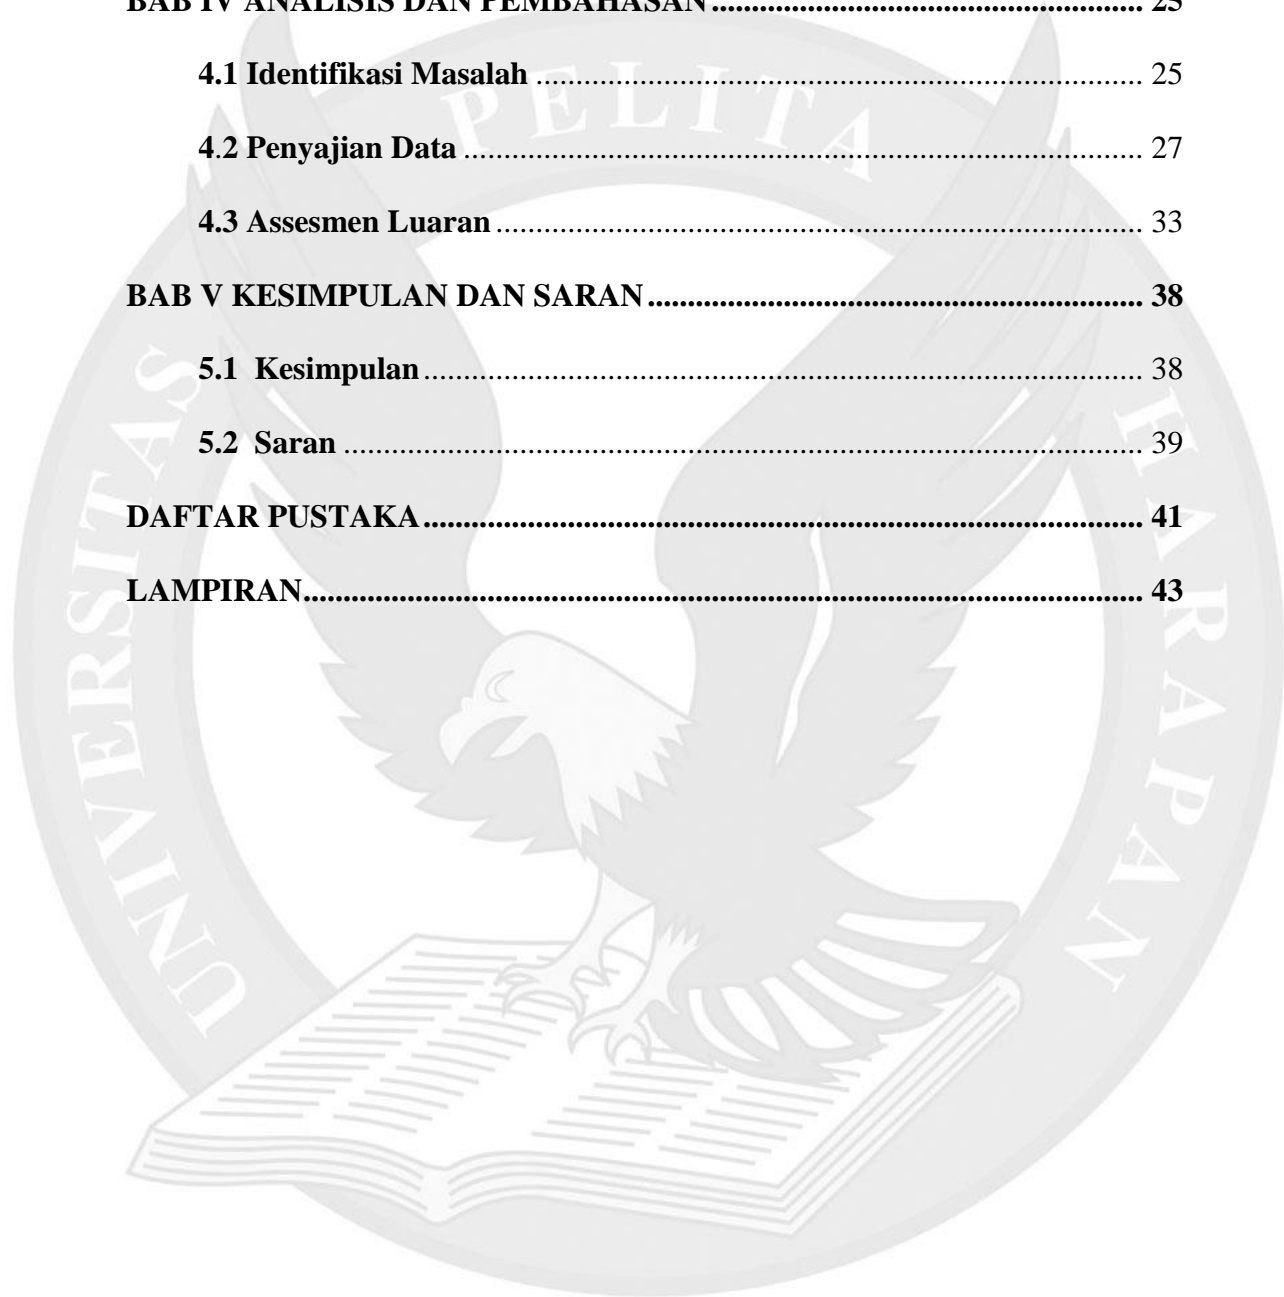 BAB IV ANALISIS DAN PEMBAHASAN........................................................ 25
4.1 Identifikasi Masalah ............................................................................. 25
4.2 Penyajian Data ...................................................................................... 27
4.3 Assesmen Luaran .................................................................................. 33
BAB V KESIMPULAN DAN SARAN .............................................................. 38
5.1 Kesimpulan ........................................................................................... 38
5.2 Saran ..................................................................................................... 39
DAFTAR PUSTAKA .......................................................................................... 41
LAMPIRAN......................................................................................................... 43
UNIVERSITAS PELITA HARAPAN